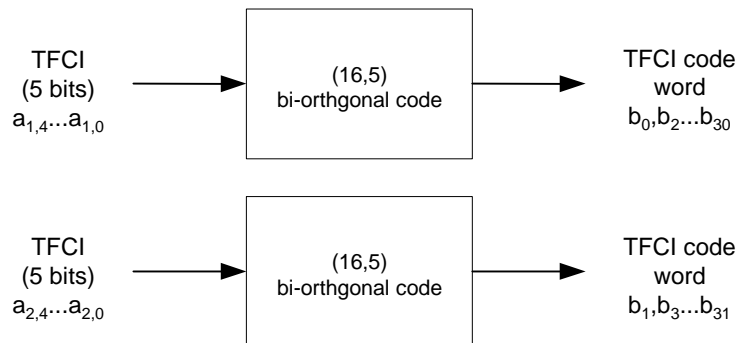 TFCI
(5 bits)
a1,4...a1,0
(16,5)
bi-orthgonal code
TFCI code
word
b0,b2...b30
TFCI
(5 bits)
a2,4...a2,0
(16,5)
bi-orthgonal code
TFCI code
word
b1,b3...b31